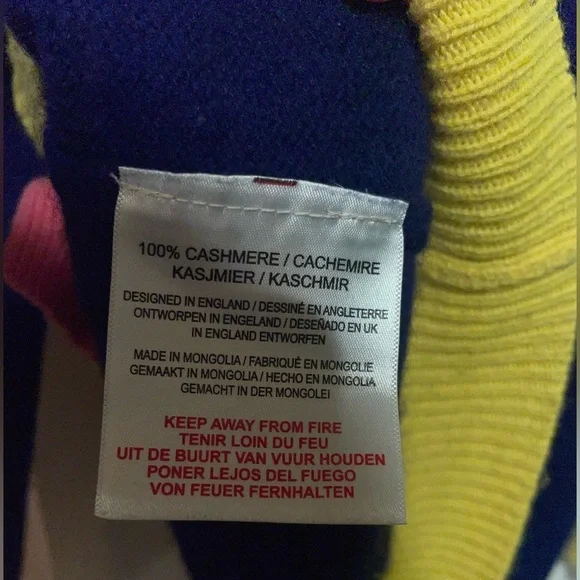 100% CASHMERE / CACHEMIRE
KASJMIER / KASCHMIR
DESIGNED IN ENGLAND / DESSINÉ EN ANGLETERRE
ONTWORPEN IN ENGELAND / DESEÑADO EN UK
IN ENGLAND ENTWORFEN
MADE IN MONGOLIA / FABRIQUÉ EN MONGOLIE
GEMAAKT IN MONGOLIA / HECHO EN MONGOLIA
GEMACHT IN DER MONGOLEI
KEEP AWAY FROM FIRE
TENIR LOIN DU FEU
UIT DE BUURT VAN VUUR HOUDEN
PONER LEJOS DEL FUEGO
VON FEUER FERNHALTEN